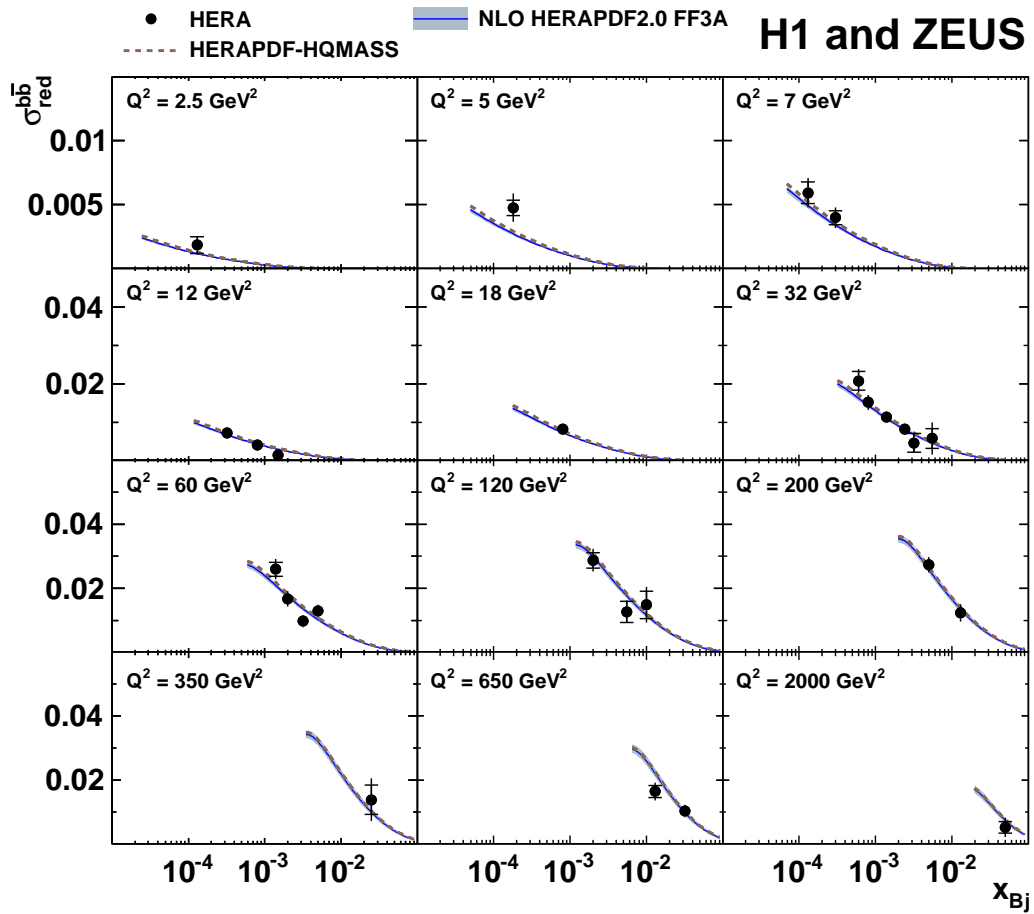 HERA
NLO HERAPDF2.0 FF3A
HERAPDF-HQMASS
H1 and ZEUS
σ_red^{bb̄}
Q² = 2.5 GeV²
Q² = 5 GeV²
Q² = 7 GeV²
0.01
0.005
Q² = 12 GeV²
Q² = 18 GeV²
Q² = 32 GeV²
0.04
0.02
Q² = 60 GeV²
Q² = 120 GeV²
Q² = 200 GeV²
0.04
0.02
Q² = 350 GeV²
Q² = 650 GeV²
Q² = 2000 GeV²
0.04
0.02
10⁻⁴ 10⁻³ 10⁻² 10⁻⁴ 10⁻³ 10⁻² 10⁻⁴ 10⁻³ 10⁻²
x_Bj